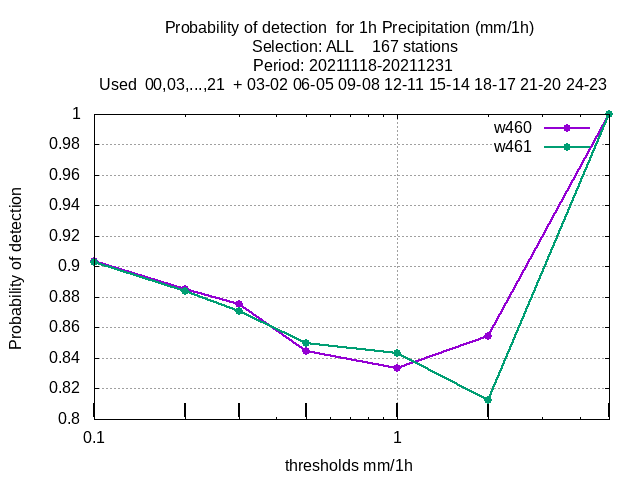 Probability of detection  for 1h Precipitation (mm/1h)
Selection: ALL    167 stations
Period: 20211118-20211231
Used  00,03,...,21  + 03-02 06-05 09-08 12-11 15-14 18-17 21-20 24-23
w460
w461
1
0.98
0.96
0.94
0.92
0.9
0.88
0.86
0.84
0.82
0.8
Probability of detection
0.1
1
thresholds mm/1h